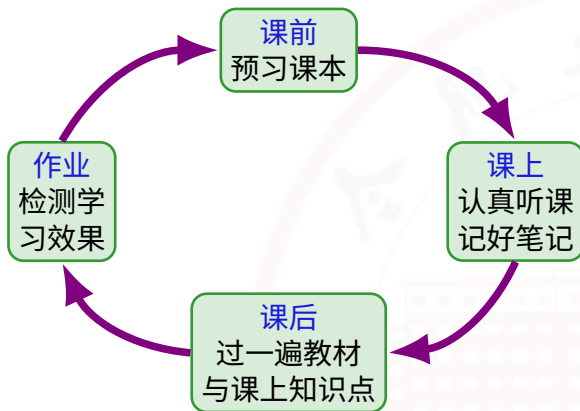 课前
预习课本
课上
认真听课
记好笔记
课后
过一遍教材
与课上知识点
作业
检测学
习效果